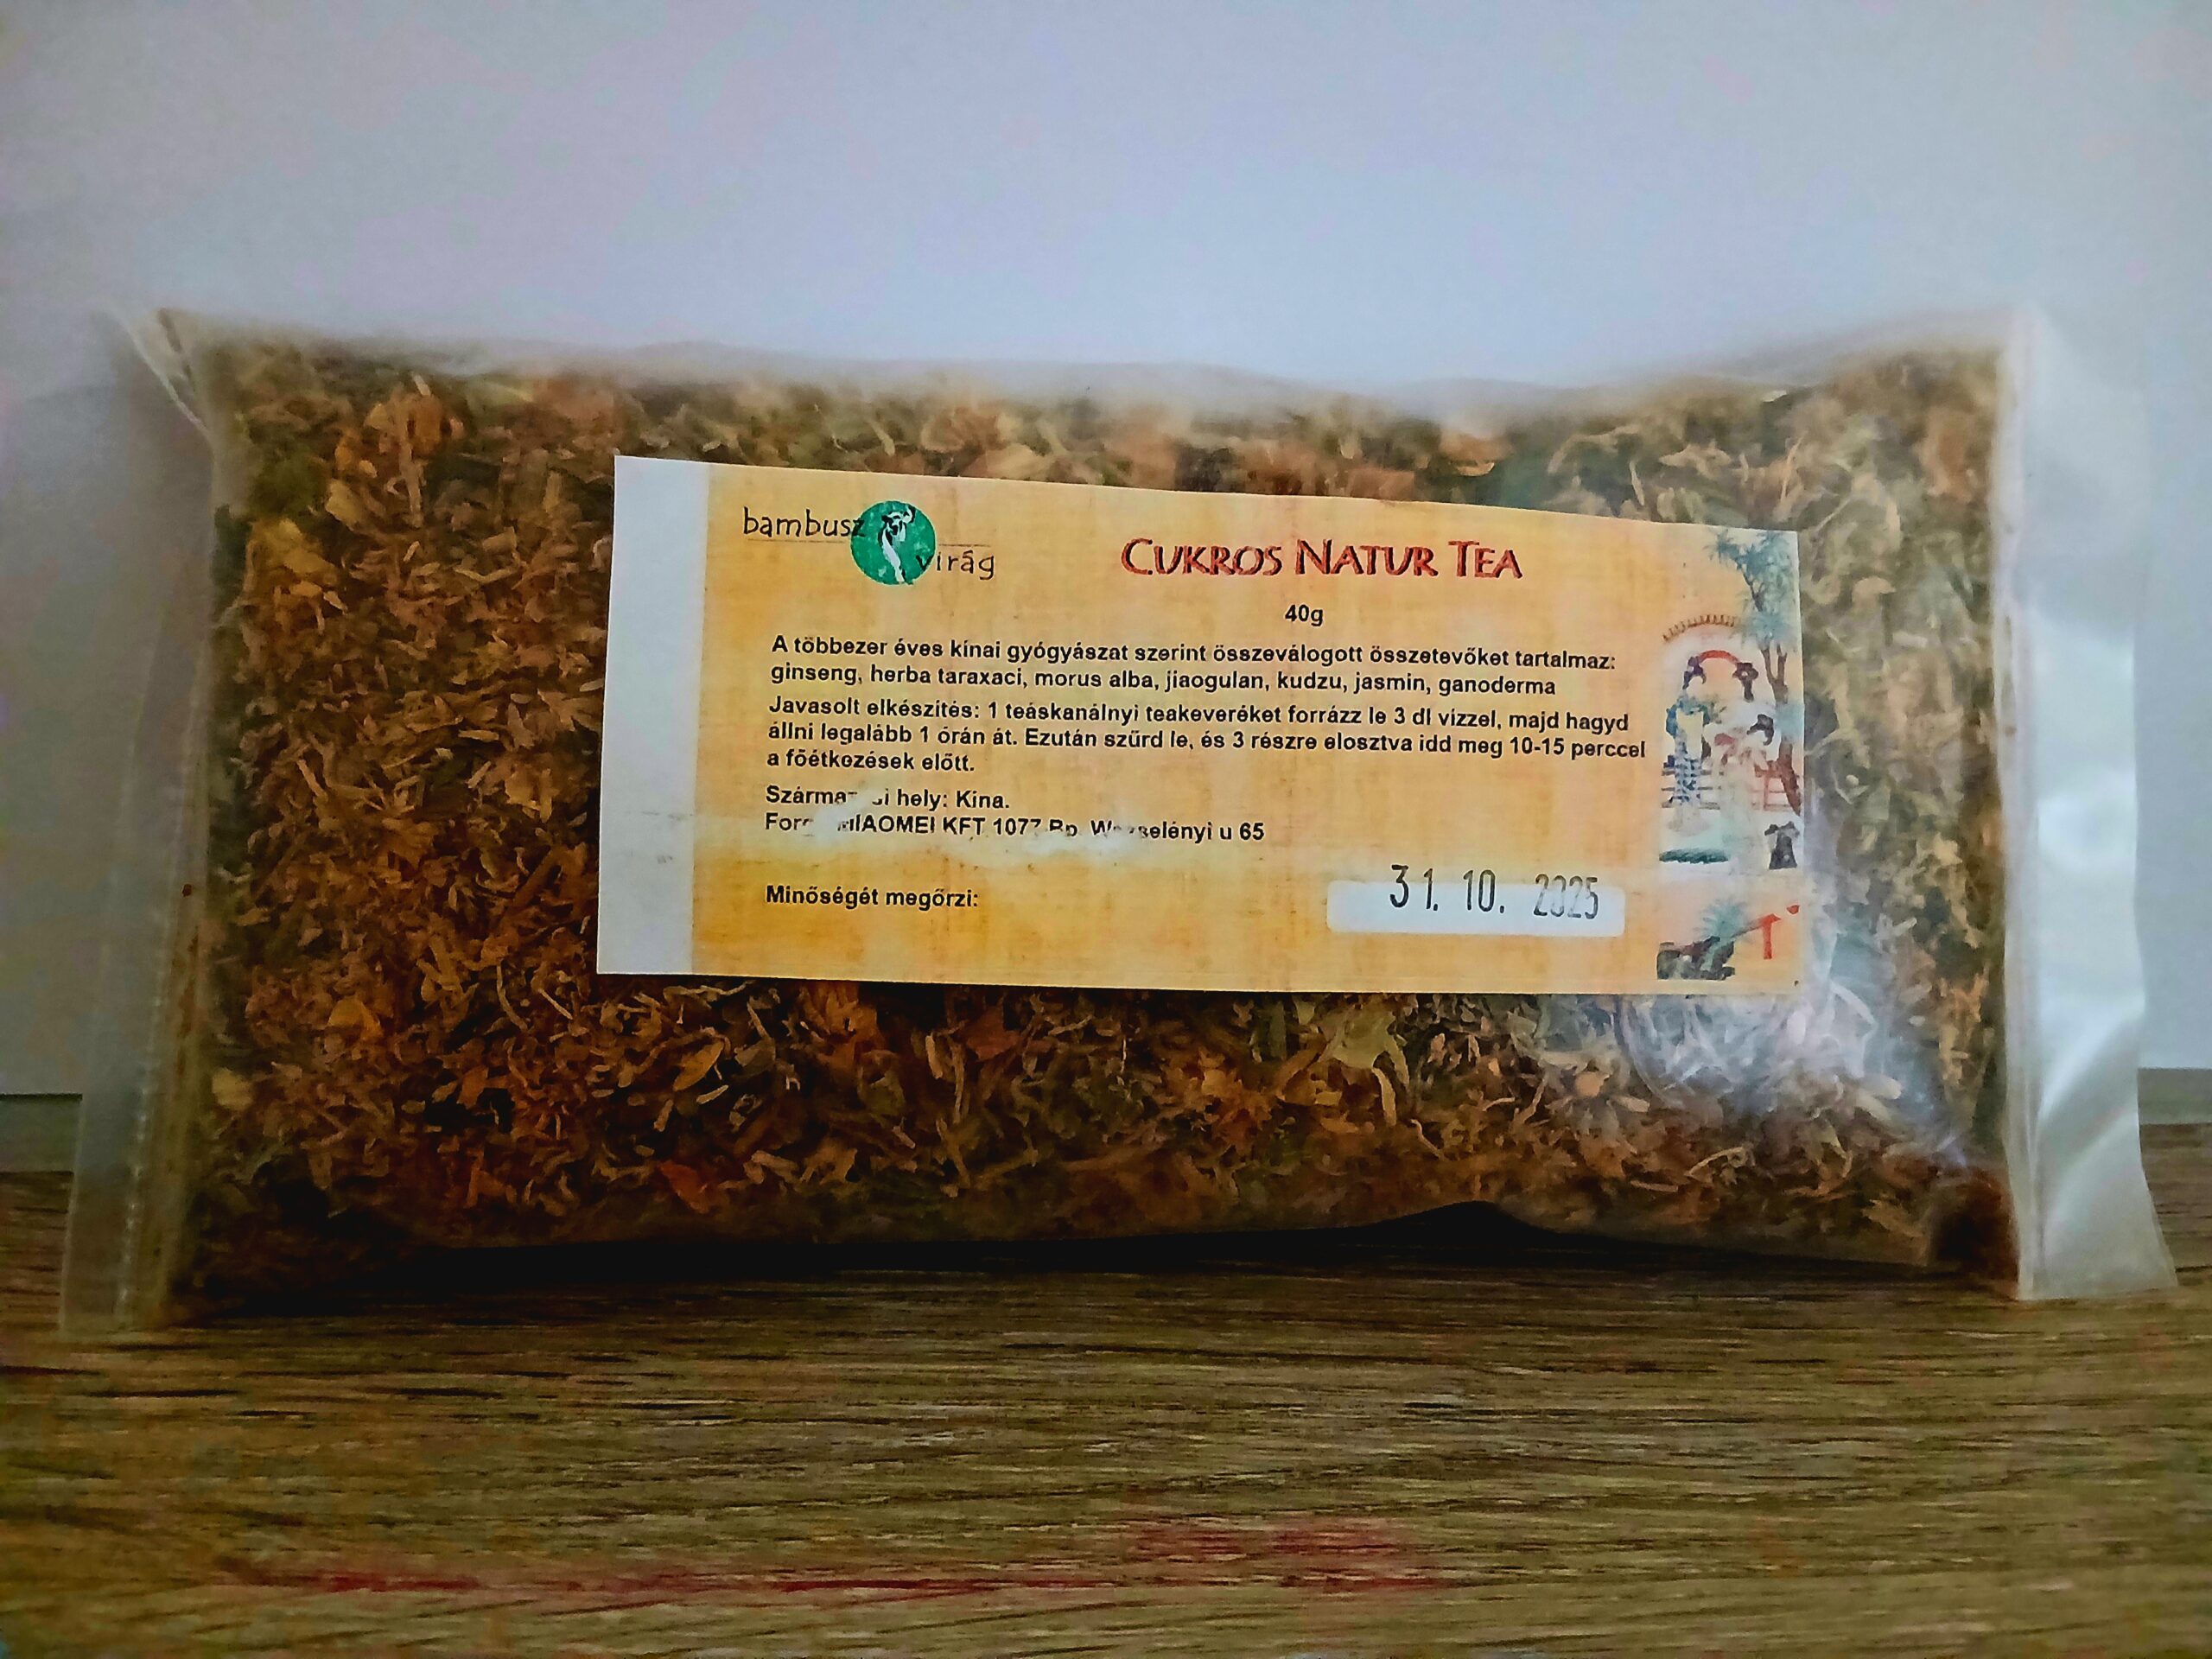 bambusz
virág
CUKROS NATUR TEA
40g
A többezer éves kínai gyógyászat szerint összeválogott összetevőket tartalmaz:
ginseng, herba taraxaci, morus alba, jiaogulan, kudzu, jasmin, ganoderma
Javasolt elkészítés: 1 teáskanálnyi teakeveréket forrázz le 3 dl vízzel, majd hagyd
állni legalább 1 órán át. Ezután szűrd le, és 3 részre elosztva idd meg 10-15 perccel
a főétkezések előtt.
hely: Kína.
KFT 1077 Bp. u 65
Minőségét megőrzi:
31. 10. 2025